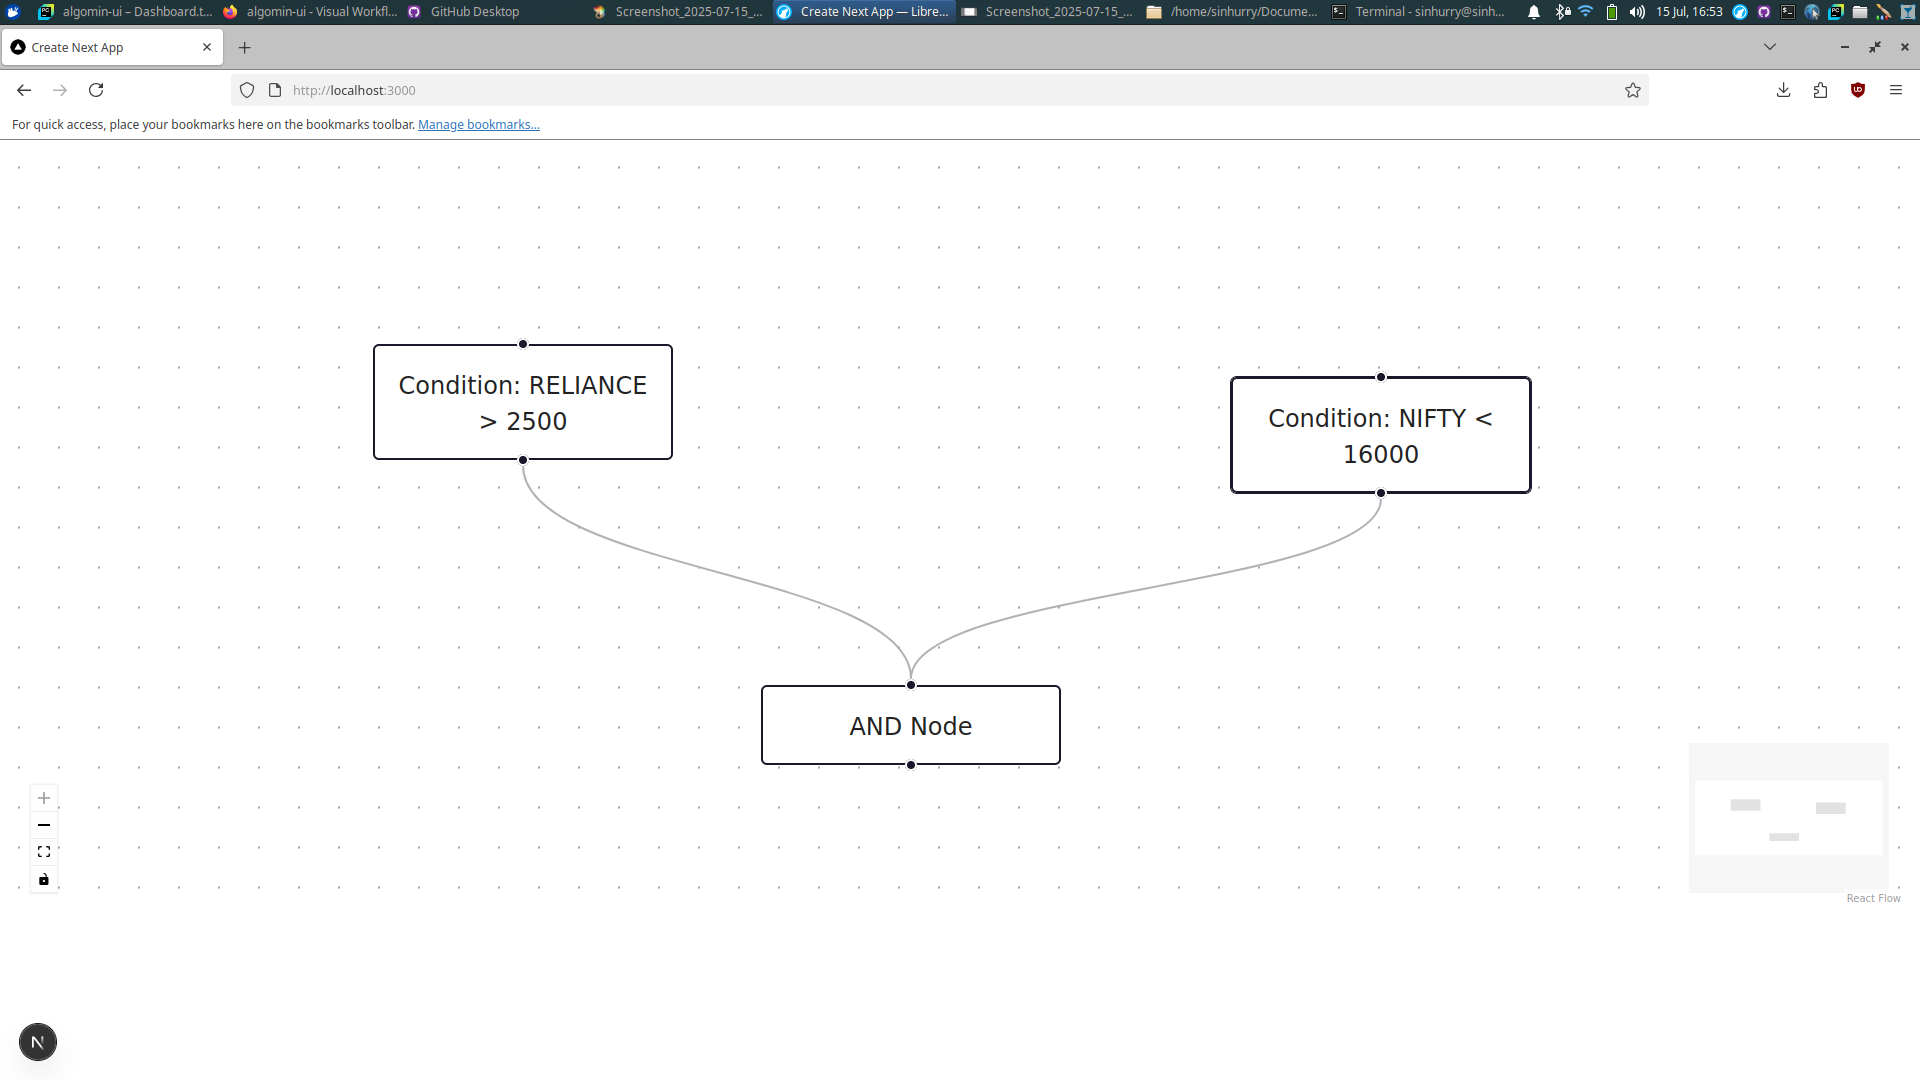 algomin-ui – Dashboard.t...
algomin-ui - Visual Workfl...
GitHub Desktop
Screenshot_2025-07-15_...
Create Next App — Libre...
Screenshot_2025-07-15_...
/home/sinhurry/Docume...
Terminal - sinhurry@sinh...
15 Jul, 16:53
Create Next App
http://localhost:3000
For quick access, place your bookmarks here on the bookmarks toolbar. Manage bookmarks...
Condition: RELIANCE
> 2500
Condition: NIFTY <
16000
AND Node
React Flow
N